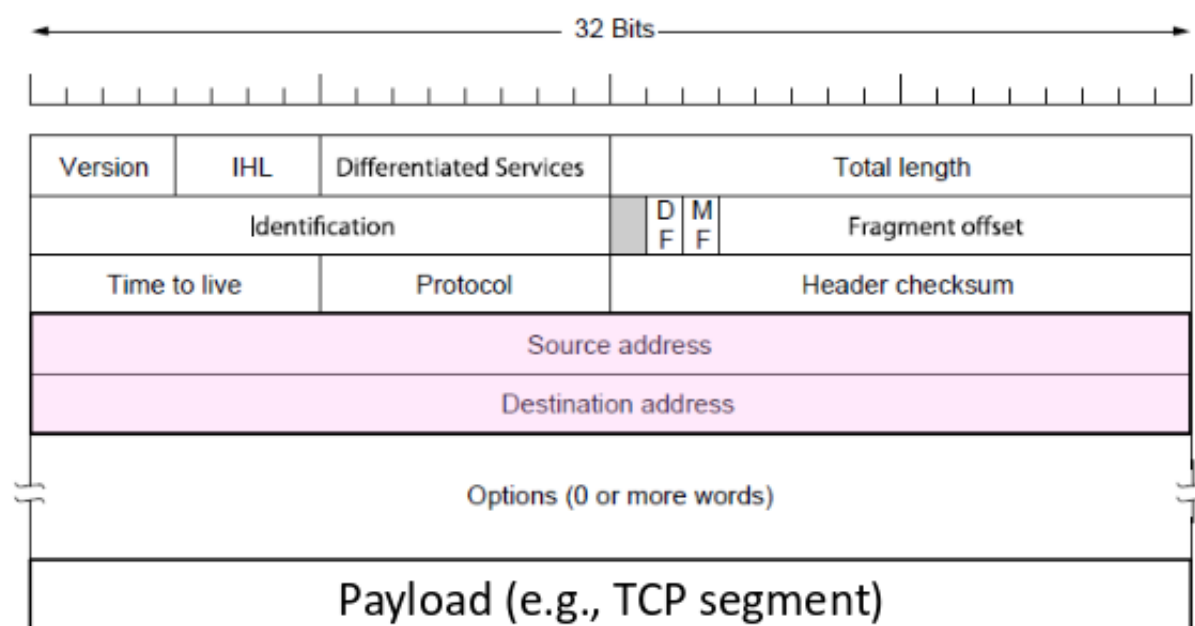 32 Bits
Version IHL Differentiated Services Total length
Identification D F M F Fragment offset
Time to live Protocol Header checksum
Source address
Destination address
Options (0 or more words)
Payload (e.g., TCP segment)